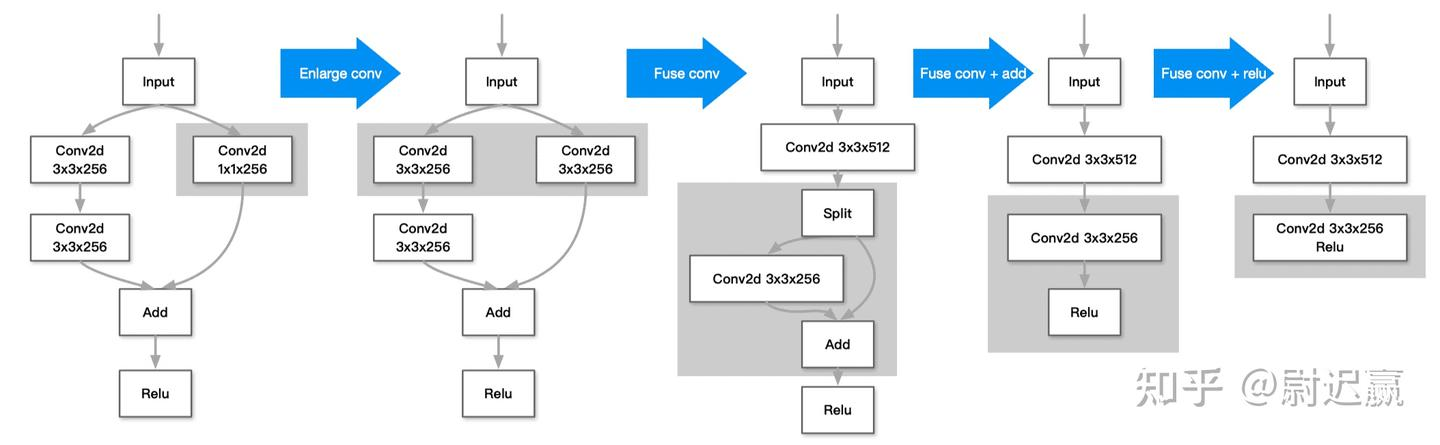 Input
Conv2d
3x3x256
Conv2d
1x1x256
Conv2d
3x3x256
Add
Relu
Enlarge conv
Input
Conv2d
3x3x256
Conv2d
3x3x256
Conv2d
3x3x256
Add
Relu
Fuse conv
Input
Conv2d 3x3x512
Split
Conv2d 3x3x256
Add
Relu
Fuse conv + add
Input
Conv2d 3x3x512
Conv2d 3x3x256
Relu
Fuse conv + relu
Input
Conv2d 3x3x512
Conv2d 3x3x256
Relu
知乎 @尉迟赢